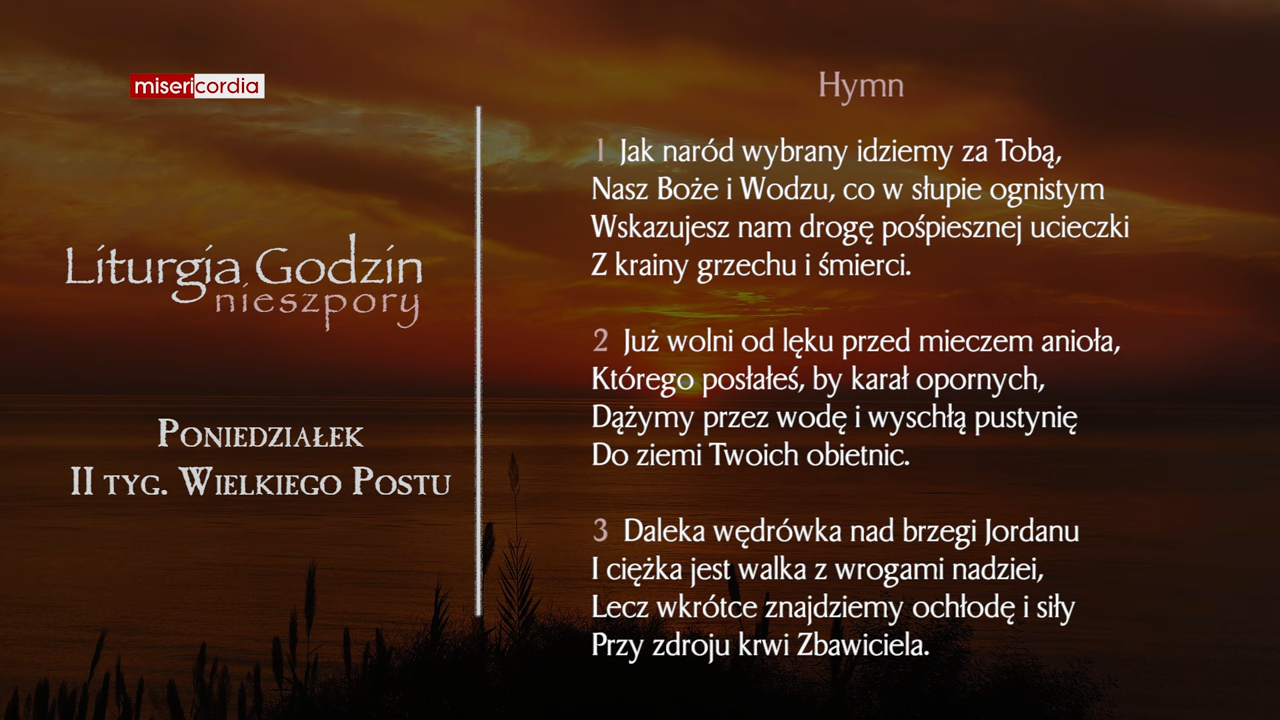 misericordia
Liturgia Godzin
nieszpory
Poniedziałek
II tyg. Wielkiego Postu
Hymn
1 Jak naród wybrany idziemy za Tobą,
Nasz Boże i Wodzu, co w słupie ognistym
Wskazujesz nam drogę pośpiesznej ucieczki
Z krainy grzechu i śmierci.
2 Już wolni od lęku przed mieczem anioła,
Którego posłałeś, by karał opornych,
Dążymy przez wodę i wyschłą pustynię
Do ziemi Twoich obietnic.
3 Daleka wędrówka nad brzegi Jordanu
I ciężka jest walka z wrogami nadziei,
Lecz wkrótce znajdziemy ochłodę i siły
Przy zdroju krwi Zbawiciela.